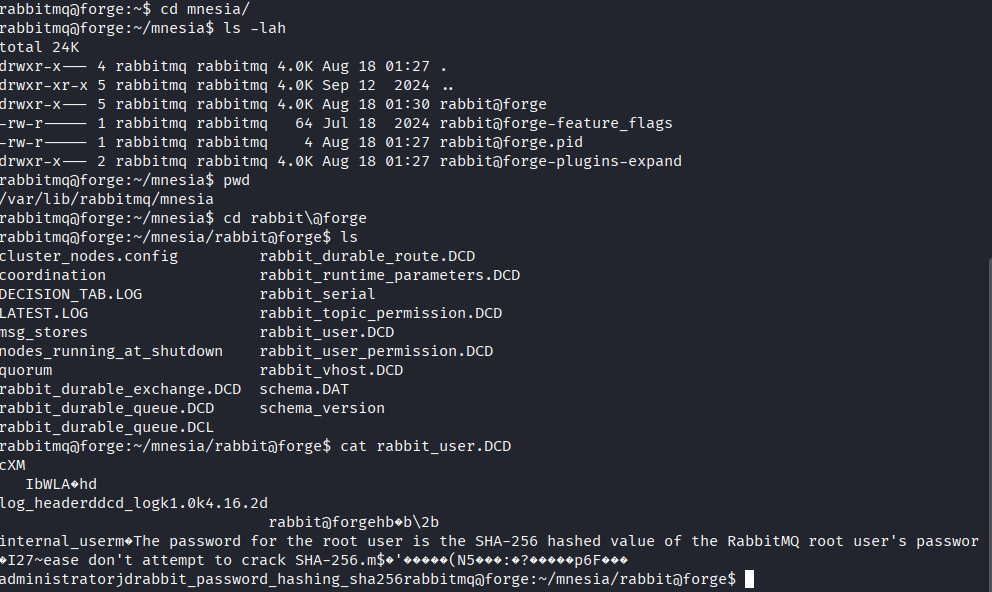 rabbitmq@forge:~$ cd mnesia/
rabbitmq@forge:~/mnesia$ ls -lah
total 24K
drwxr-x--- 4 rabbitmq rabbitmq 4.0K Aug 18 01:27 .
drwxr-xr-x 5 rabbitmq rabbitmq 4.0K Sep 12  2024 ..
drwxr-x--- 5 rabbitmq rabbitmq 4.0K Aug 18 01:30 rabbit@forge
-rw-r----- 1 rabbitmq rabbitmq   64 Jul 18  2024 rabbit@forge-feature_flags
-rw-r----- 1 rabbitmq rabbitmq    4 Aug 18 01:27 rabbit@forge.pid
drwxr-x--- 2 rabbitmq rabbitmq 4.0K Aug 18 01:27 rabbit@forge-plugins-expand
rabbitmq@forge:~/mnesia$ pwd
/var/lib/rabbitmq/mnesia
rabbitmq@forge:~/mnesia$ cd rabbit\@forge
rabbitmq@forge:~/mnesia/rabbit@forge$ ls
cluster_nodes.config         rabbit_durable_route.DCD
coordination                 rabbit_runtime_parameters.DCD
DECISION_TAB.LOG             rabbit_serial
LATEST.LOG                   rabbit_topic_permission.DCD
msg_stores                   rabbit_user.DCD
nodes_running_at_shutdown    rabbit_user_permission.DCD
quorum                       rabbit_vhost.DCD
rabbit_durable_exchange.DCD  schema.DAT
rabbit_durable_queue.DCD     schema_version
rabbit_durable_queue.DCL
rabbitmq@forge:~/mnesia/rabbit@forge$ cat rabbit_user.DCD
cXM
   IbWLA�hd
log_headerddcd_logk1.0k4.16.2d
                              rabbit@forgehb�b\2b
internal_userm�The password for the root user is the SHA-256 hashed value of the RabbitMQ root user's passwor
�I27~ease don't attempt to crack SHA-256.m$�'�����(N5���:�?�����p6F���
administratorjdrabbit_password_hashing_sha256rabbitmq@forge:~/mnesia/rabbit@forge$